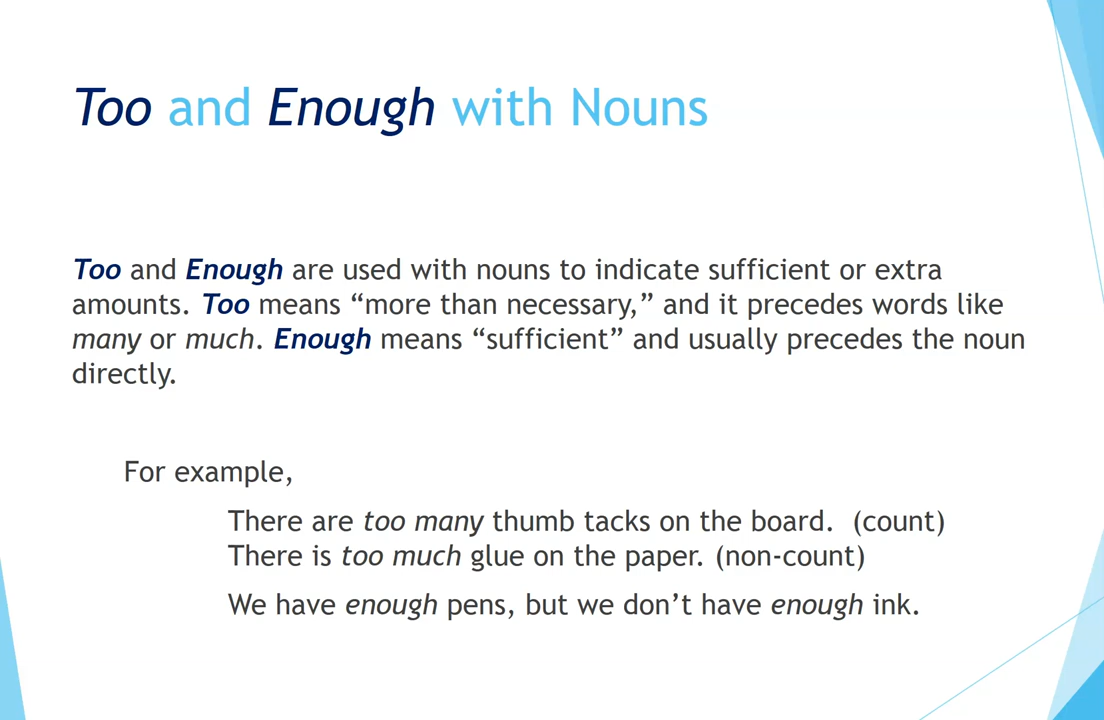 Too and Enough with Nouns
Too and Enough are used with nouns to indicate sufficient or extra
amounts. Too means “more than necessary,” and it precedes words like
many or much. Enough means “sufficient” and usually precedes the noun
directly.
For example,
There are too many thumb tacks on the board. (count)
There is too much glue on the paper. (non-count)
We have enough pens, but we don’t have enough ink.